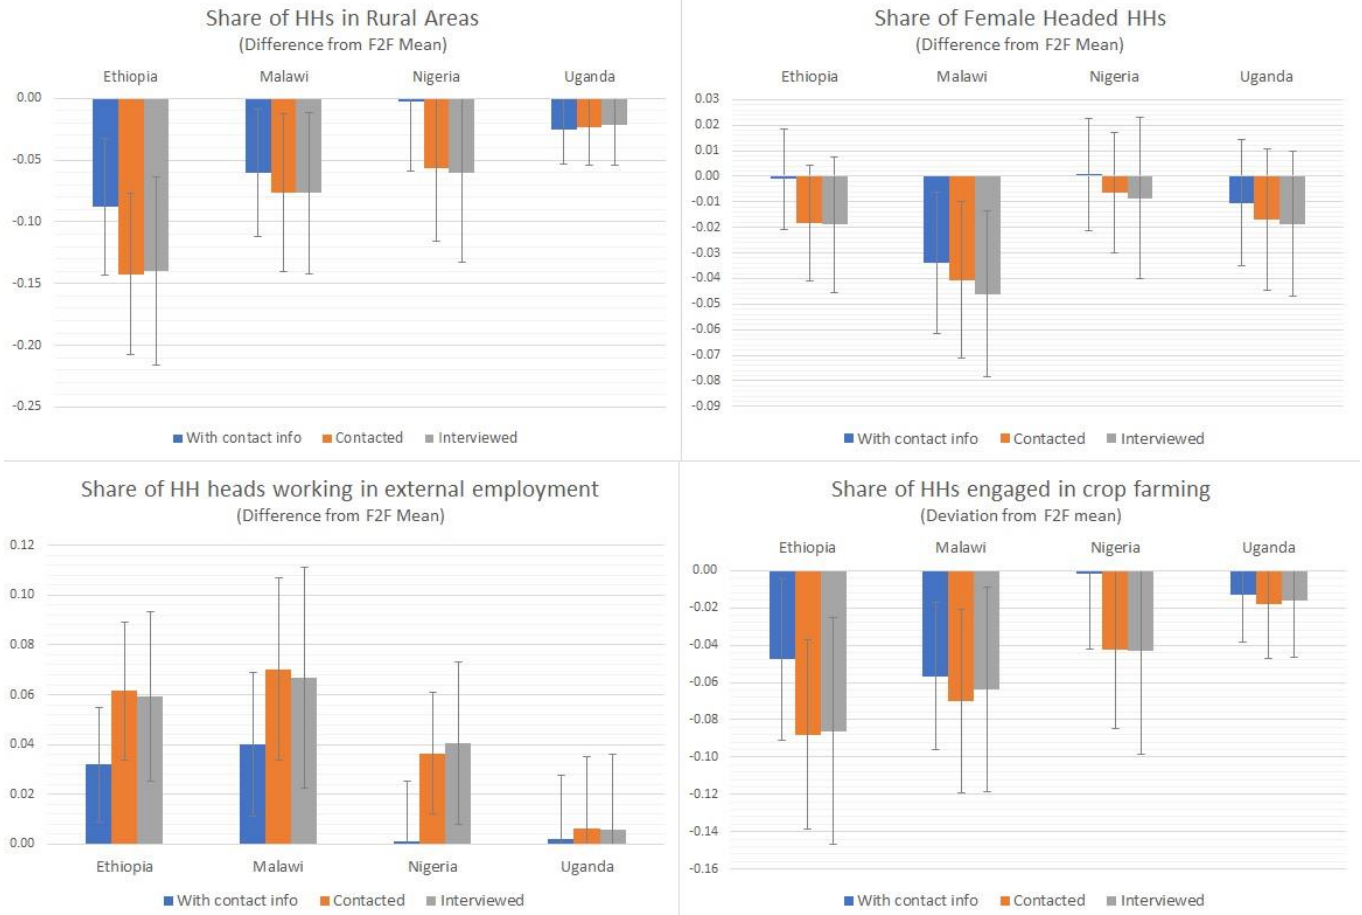 Share of HHs in Rural Areas
(Difference from F2F Mean)
Ethiopia Malawi Nigeria Uganda
0.00
-0.05
-0.10
-0.15
-0.20
-0.25
With contact info Contacted Interviewed
Share of Female Headed HHs
(Difference from F2F Mean)
Ethiopia Malawi Nigeria Uganda
0.03
0.02
0.01
0.00
-0.01
-0.02
-0.03
-0.04
-0.05
-0.06
-0.07
-0.08
-0.09
With contact info Contacted Interviewed
Share of HH heads working in external employment
(Difference from F2F Mean)
0.12
0.10
0.08
0.06
0.04
0.02
0.00
Ethiopia Malawi Nigeria Uganda
With contact info Contacted Interviewed
Share of HHs engaged in crop farming
(Deviation from F2F mean)
Ethiopia Malawi Nigeria Uganda
0.00
-0.02
-0.04
-0.06
-0.08
-0.10
-0.12
-0.14
-0.16
With contact info Contacted Interviewed